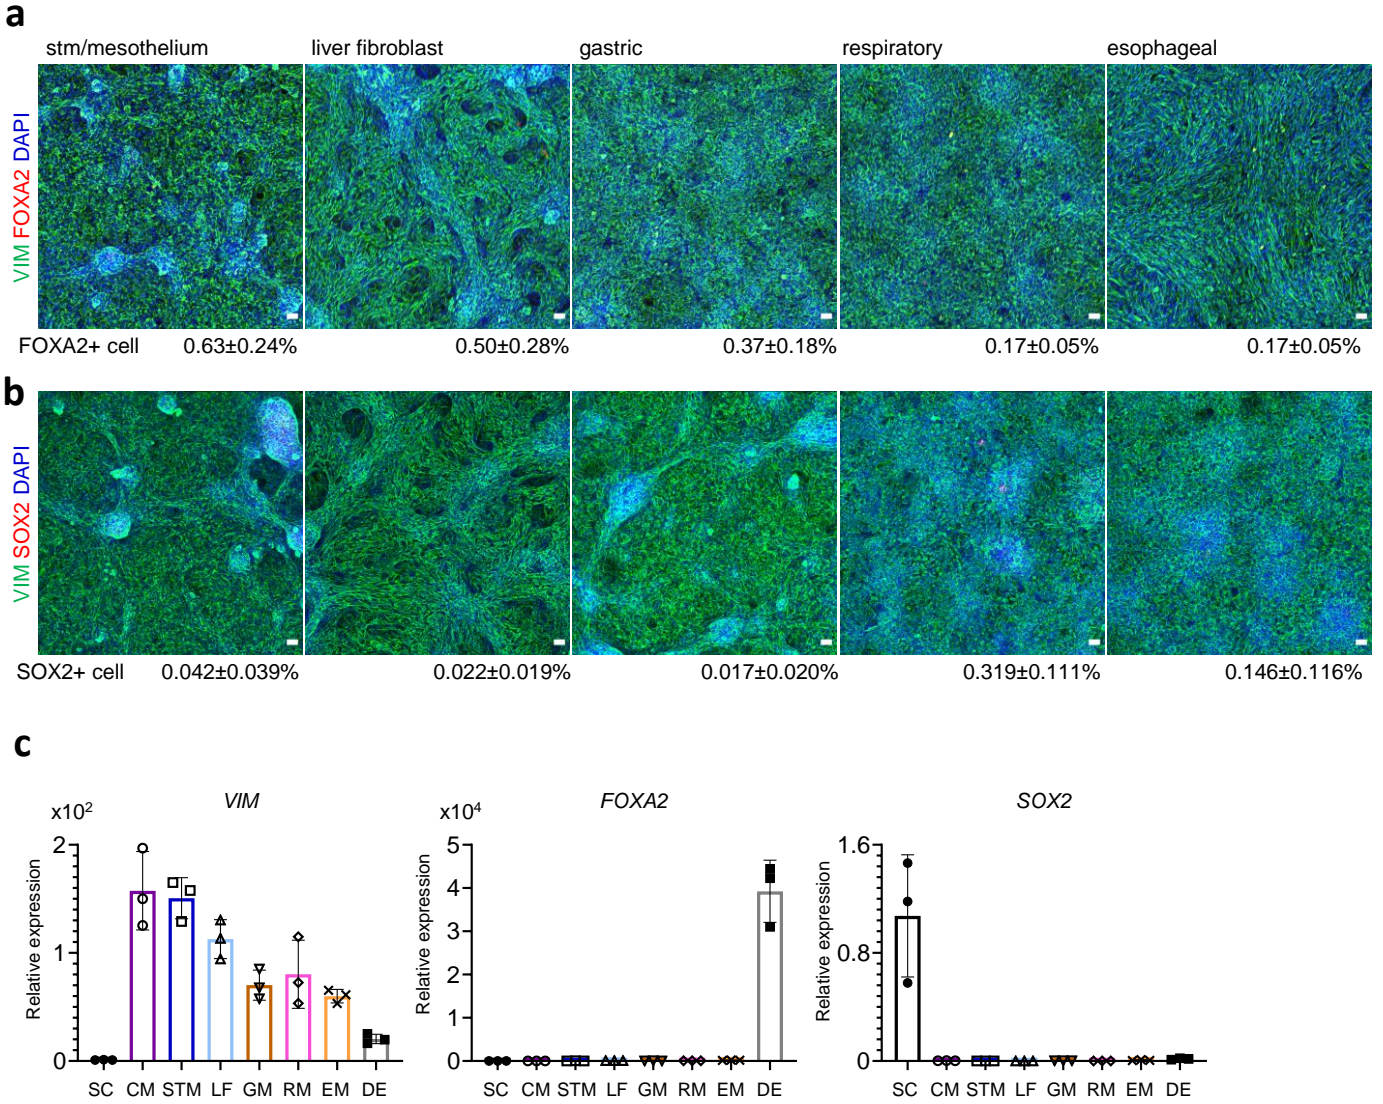 a
stm/mesothelium liver fibroblast gastric respiratory esophageal
VIM FOXA2 DAPI
FOXA2+ cell 0.63±0.24% 0.50±0.28% 0.37±0.18% 0.17±0.05% 0.17±0.05%
b
VIM SOX2 DAPI
SOX2+ cell 0.042±0.039% 0.022±0.019% 0.017±0.020% 0.319±0.111% 0.146±0.116%
c
x10² VIM
Relative expression
2
1
0
SC CM STM LF GM RM EM DE
x10⁴ FOXA2
Relative expression
5
4
3
2
1
0
SC CM STM LF GM RM EM DE
SOX2
Relative expression
1.6
0.8
0
SC CM STM LF GM RM EM DE